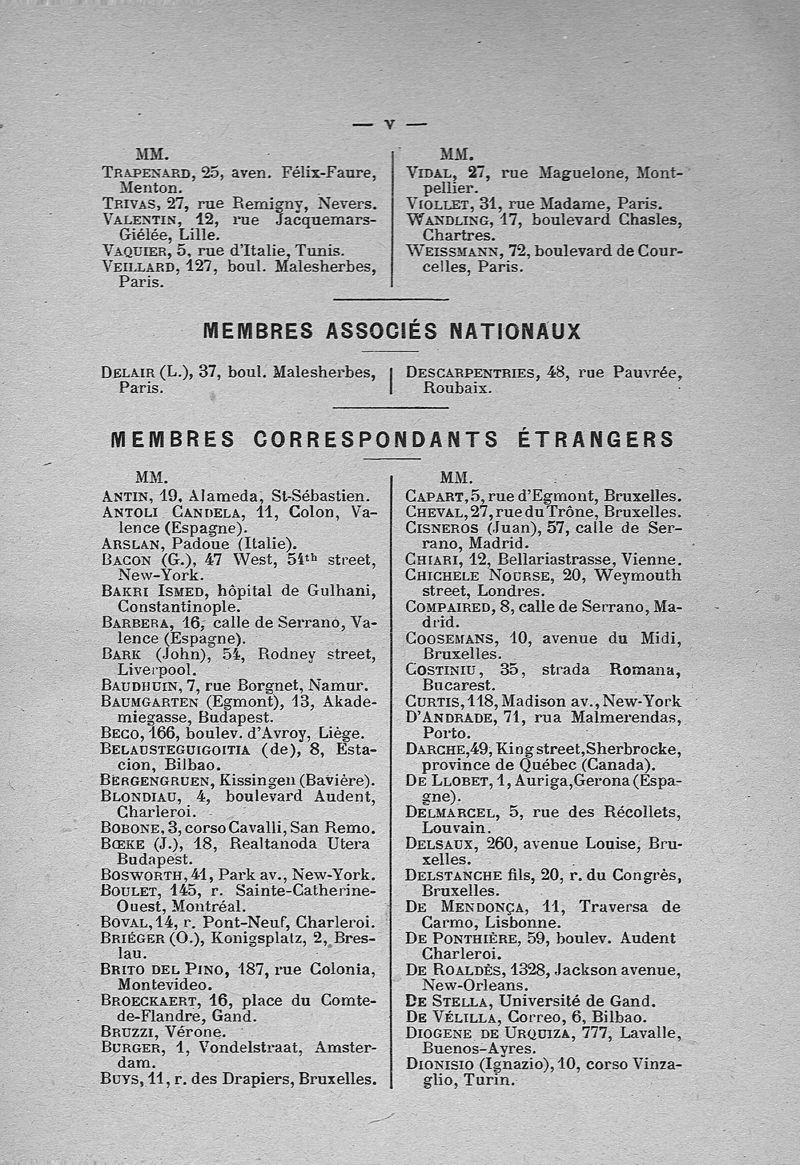 — V —
MM.
TRAPENARD, 25, aven. Félix-Faure,
Menton.
TRIVAS, 27, rue Remigny, Nevers.
VALENTIN, 12, rue Jacquemars-
Giélée, Lille.
VAQUIER, 5, rue d'Italie, Tunis.
VEILLARD, 127, boul. Malesherbes,
Paris.
MM.
VIDAL, 27, rue Maguelone, Mont-
pellier.
VIOLLET, 31, rue Madame, Paris.
WANDLING, 17, boulevard Chasles,
Chartres.
WEISSMANN, 72, boulevard de Cour-
celles, Paris.
MEMBRES ASSOCIÉS NATIONAUX
DELAIR (L.), 37, boul. Malesherbes,
Paris.
DESCARPENTRIES, 48, rue Pauvrée,
Roubaix.
MEMBRES CORRESPONDANTS ÉTRANGERS
MM.
ANTIN, 19, Alameda, St-Sébastien.
ANTOLI CANDELA, 11, Colon, Va-
lence (Espagne).
ARSLAN, Padoue (Italie).
BACON (G.), 47 West, 54th street,
New-York.
BAKRI ISMED, hôpital de Gulhani,
Constantinople.
BARBERA, 16, calle de Serrano, Va-
lence (Espagne).
BARK (John), 54, Rodney street,
Liverpool.
BAUDHUIN, 7, rue Borgnet, Namur.
BAUMGARTEN (Egmont), 13, Akade-
miegasse, Budapest.
BECO, 166, boulev. d'Avroy, Liège.
BELAUSTEGUIGOITIA (de), 8, Esta-
cion, Bilbao.
BERGENGRUEN, Kissingen (Bavière).
BLONDIAU, 4, boulevard Audent,
Charleroi.
BOBONE, 3, corso Cavalli, San Remo.
BŒKE (J.), 18, Realtanoda Utera
Budapest.
BOSWORTH, 41, Park av., New-York.
BOULET, 145, r. Sainte-Catherine-
Ouest, Montréal.
BOVAL, 14, r. Pont-Neuf, Charleroi.
BRIÉGER (O.), Konigsplatz, 2, Bres-
lau.
BRITO DEL PINO, 187, rue Colonia,
Montevideo.
BROECKAERT, 16, place du Comte-
de-Flandre, Gand.
BRUZZI, Vérone.
BURGER, 1, Vondelstraat, Amster-
dam.
BUYS, 11, r. des Drapiers, Bruxelles.
MM.
CAPART, 5, rue d'Egmont, Bruxelles.
CHEVAL, 27, rue du Trône, Bruxelles.
CISNEROS (Juan), 57, calle de Ser-
rano, Madrid.
CHIARI, 12, Bellariastrasse, Vienne.
CHICHELE NOURSE, 20, Weymouth
street, Londres.
COMPAIRED, 8, calle de Serrano, Ma-
drid.
COOSEMANS, 10, avenue du Midi,
Bruxelles.
COSTINIU, 35, strada Romana,
Bucarest.
CURTIS, 118, Madison av., New-York
D'ANDRADE, 71, rua Malmerendas,
Porto.
DARCHE, 49, King street, Sherbrocke,
province de Québec (Canada).
DE LLOBET, 1, Auriga, Gerona (Espa-
gne).
DELMARCEL, 5, rue des Récollets,
Louvain.
DELSAUX, 260, avenue Louise, Bru-
xelles.
DELSTANCHE fils, 20, r. du Congrès,
Bruxelles.
DE MENDONÇA, 11, Traversa de
Carmo, Lisbonne.
DE PONTHIÈRE, 59, boulev. Audent
Charleroi.
DE ROALDÈS, 1328, Jackson avenue,
New-Orleans.
DE STELLA, Université de Gand.
DE VÉLILLA, Correo, 6, Bilbao.
DIOGENE DE URQUIZA, 777, Lavalle,
Buenos-Ayres.
DIONISIO (Ignazio), 10, corso Vinza-
glio, Turin.